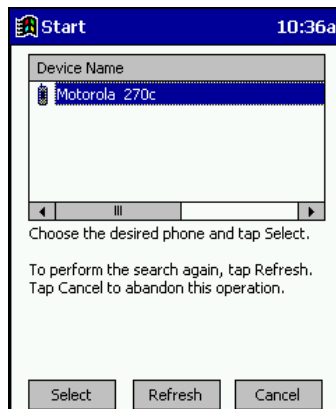 Start 10:36a
Device Name
Motorola 270c
Choose the desired phone and tap Select.
To perform the search again, tap Refresh.
Tap Cancel to abandon this operation.
Select Refresh Cancel